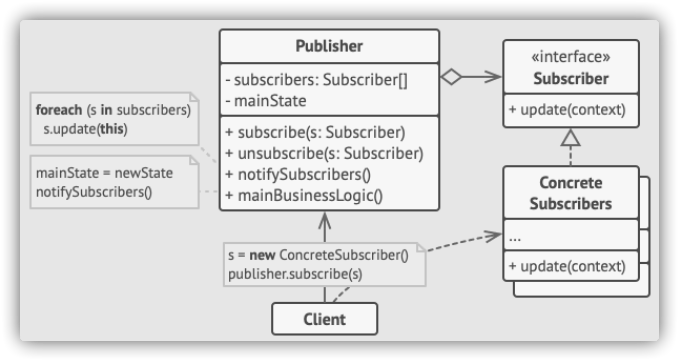 Publisher
- subscribers: Subscriber[]
- mainState
+ subscribe(s: Subscriber)
+ unsubscribe(s: Subscriber)
+ notifySubscribers()
+ mainBusinessLogic()
foreach (s in subscribers)
s.update(this)
mainState = newState
notifySubscribers()
«interface»
Subscriber
+ update(context)
Concrete
Subscribers
...
+ update(context)
s = new ConcreteSubscriber()
publisher.subscribe(s)
Client